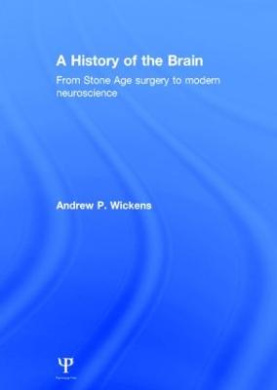 A History of the Brain
From Stone Age surgery to modern
neuroscience
Andrew P. Wickens